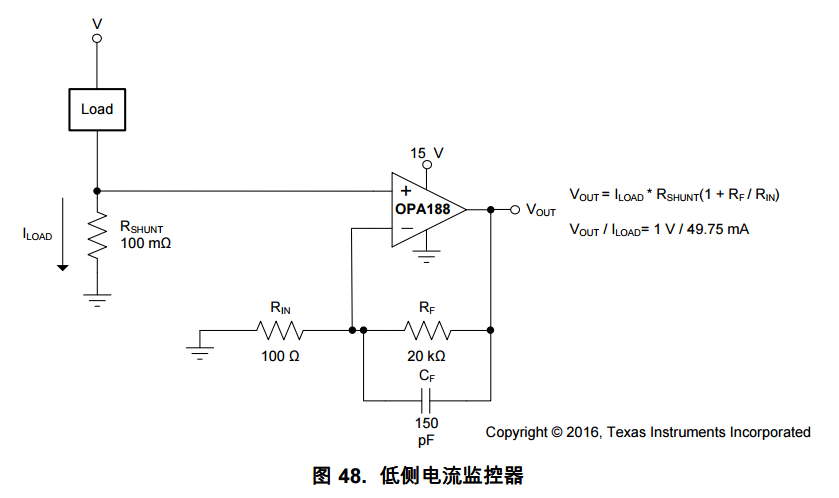 V
Load
15 V
+
OPA188
−
VOUT
VOUT = ILOAD * RSHUNT(1 + RF / RIN)
VOUT / ILOAD= 1 V / 49.75 mA
ILOAD
RSHUNT
100 mΩ
RIN
100 Ω
RF
20 kΩ
CF
150
pF
Copyright © 2016, Texas Instruments Incorporated
图 48. 低侧电流监控器